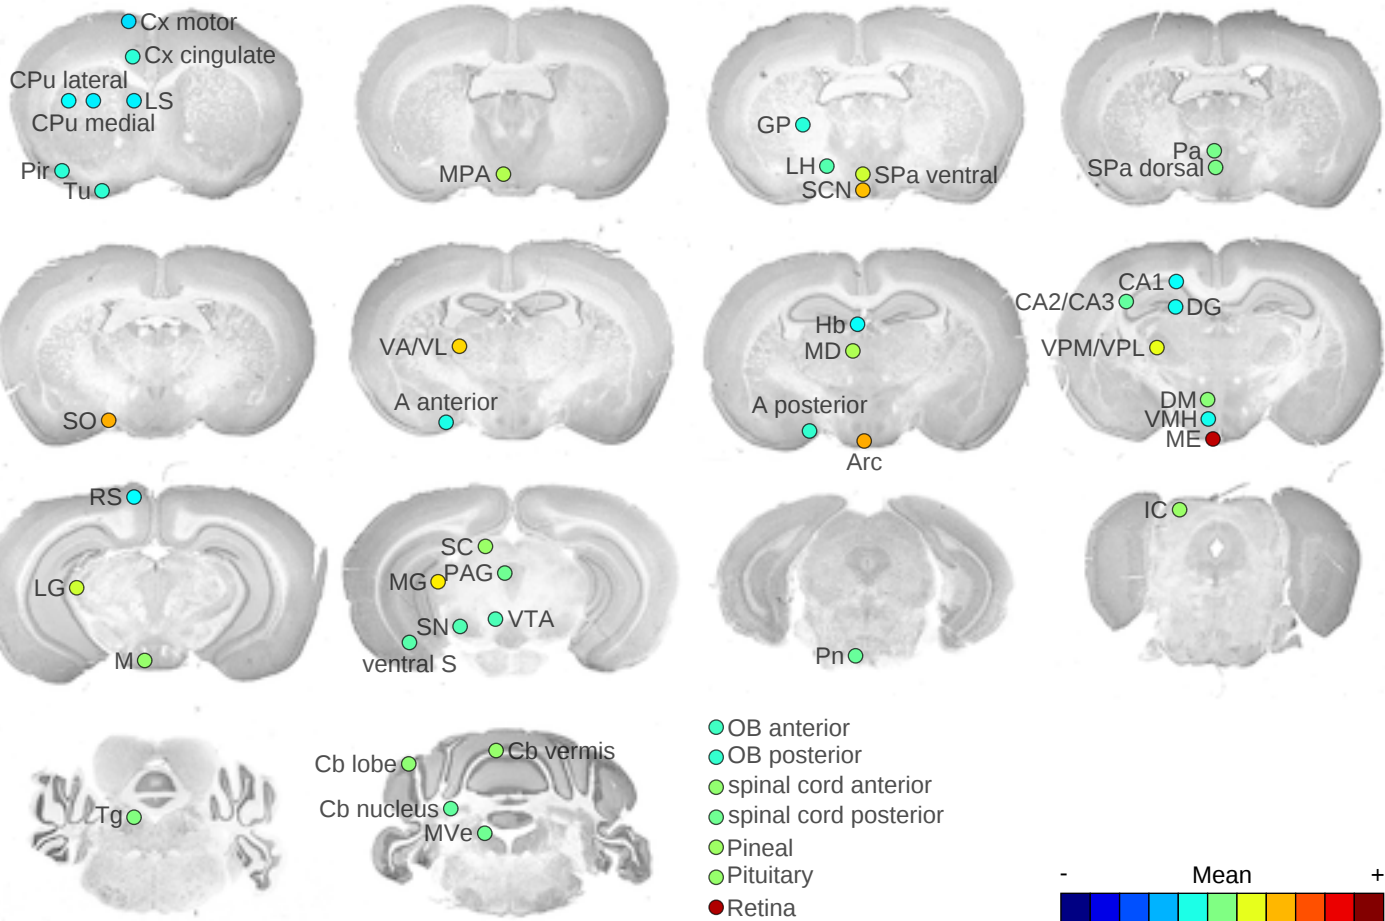 Cx motor
Cx cingulate
CPu lateral
LS
CPu medial
Pir
Tu
MPA
GP
LH
SPa ventral
SCN
Pa
SPa dorsal
SO
VA/VL
A anterior
Hb
MD
A posterior
Arc
CA1
CA2/CA3
DG
VPM/VPL
DM
VMH
ME
RS
LG
M
SC
MG
PAG
SN
VTA
ventral S
Pn
IC
Tg
Cb lobe
Cb vermis
Cb nucleus
MVe
OB anterior
OB posterior
spinal cord anterior
spinal cord posterior
Pineal
Pituitary
Retina
- Mean +